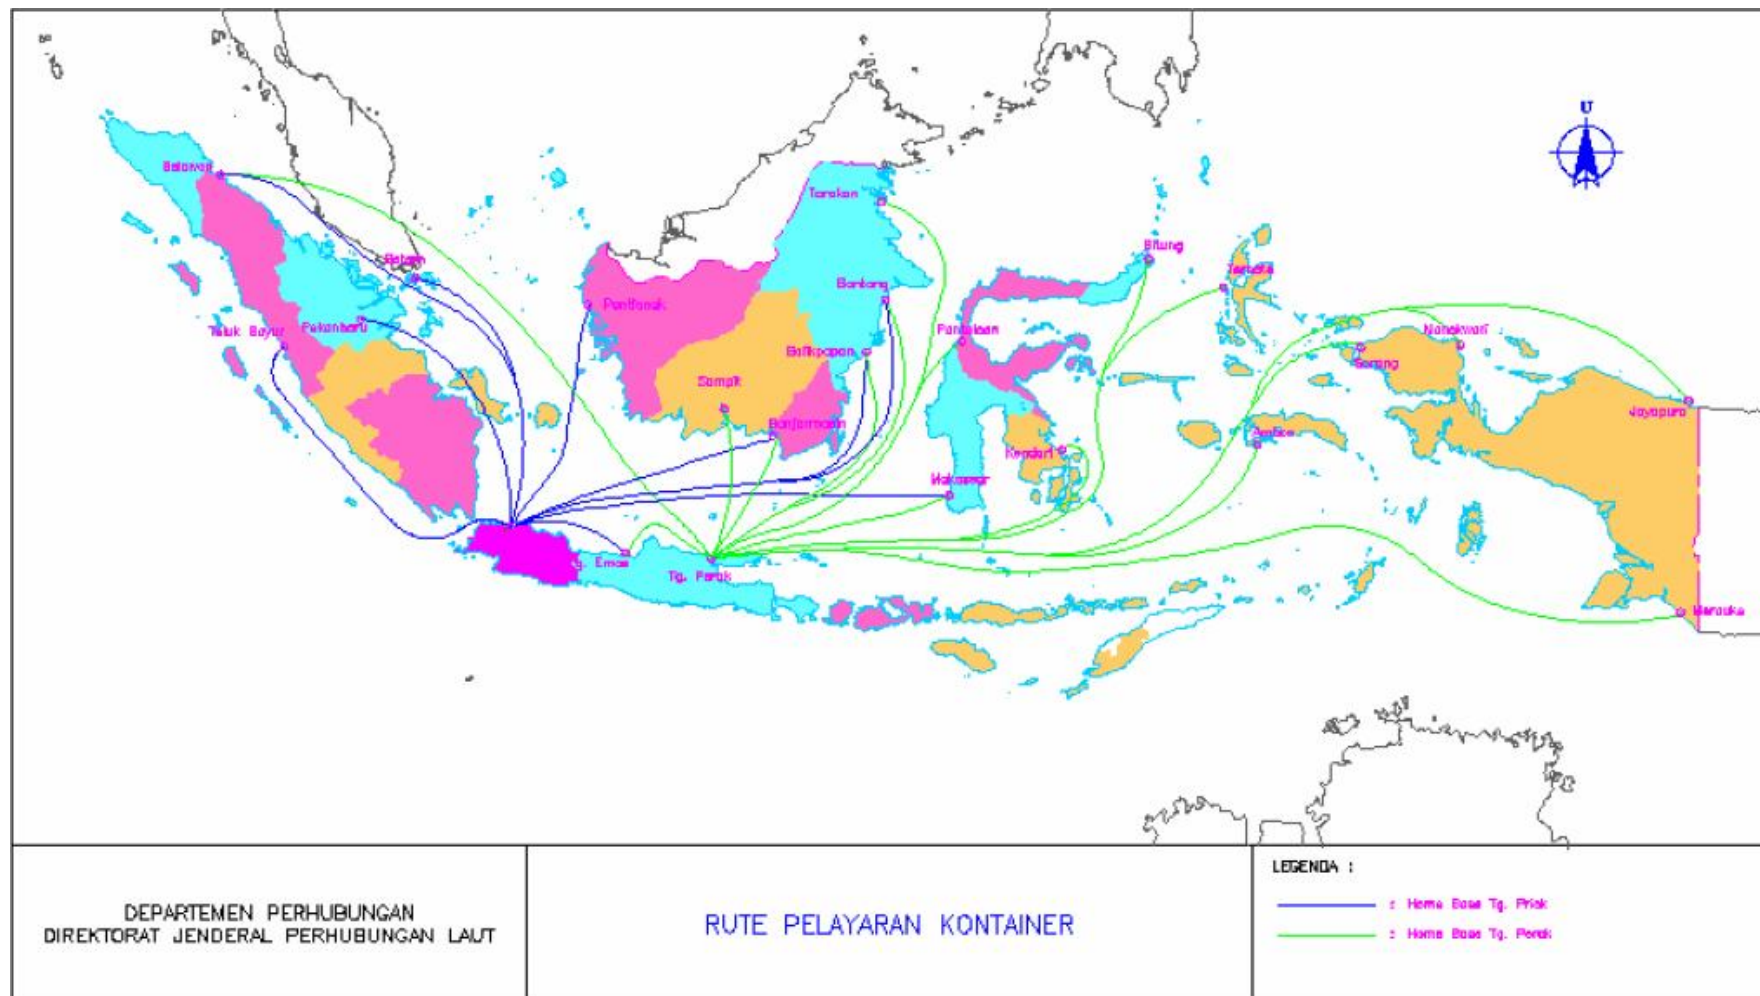 U
Belawan
Tarakan
Batam
Bitung
Ternate
Bontang
Pontianak
Teluk Bayur
Pekanbaru
Pantoloan
Manokwari
Balikpapan
Sorong
Sampit
Jayapura
Banjarmasin
Ambon
Kendari
Makassar
g. Emas
Tg. Perak
Merauke
LEGENDA :
: Home Base Tg. Priok
: Home Base Tg. Perak
RUTE PELAYARAN KONTAINER
DEPARTEMEN PERHUBUNGAN
DIREKTORAT JENDERAL PERHUBUNGAN LAUT